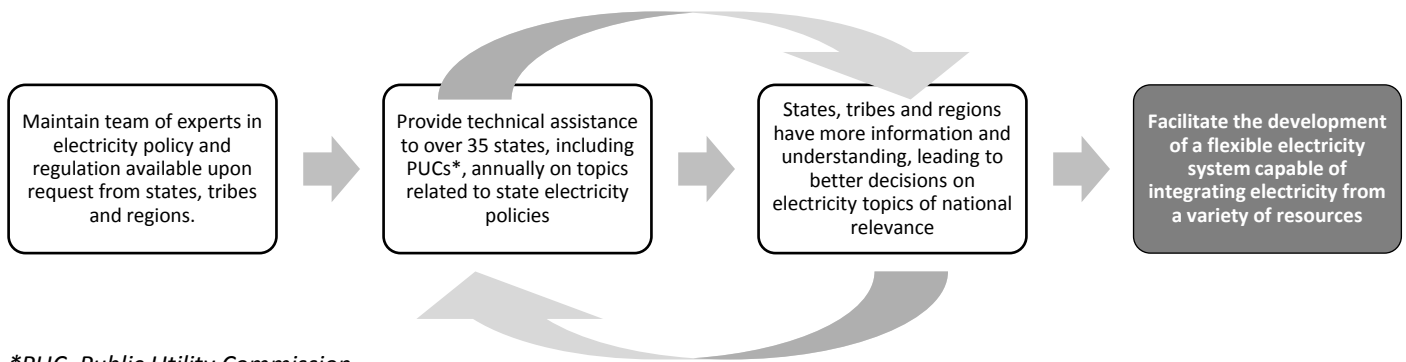 Maintain team of experts in
electricity policy and
regulation available upon
request from states, tribes
and regions.
Provide technical assistance
to over 35 states, including
PUCs*, annually on topics
related to state electricity
policies
States, tribes and regions
have more information and
understanding, leading to
better decisions on
electricity topics of national
relevance
Facilitate the development
of a flexible electricity
system capable of
integrating electricity from
a variety of resources
*PUC- Public Utility Commission